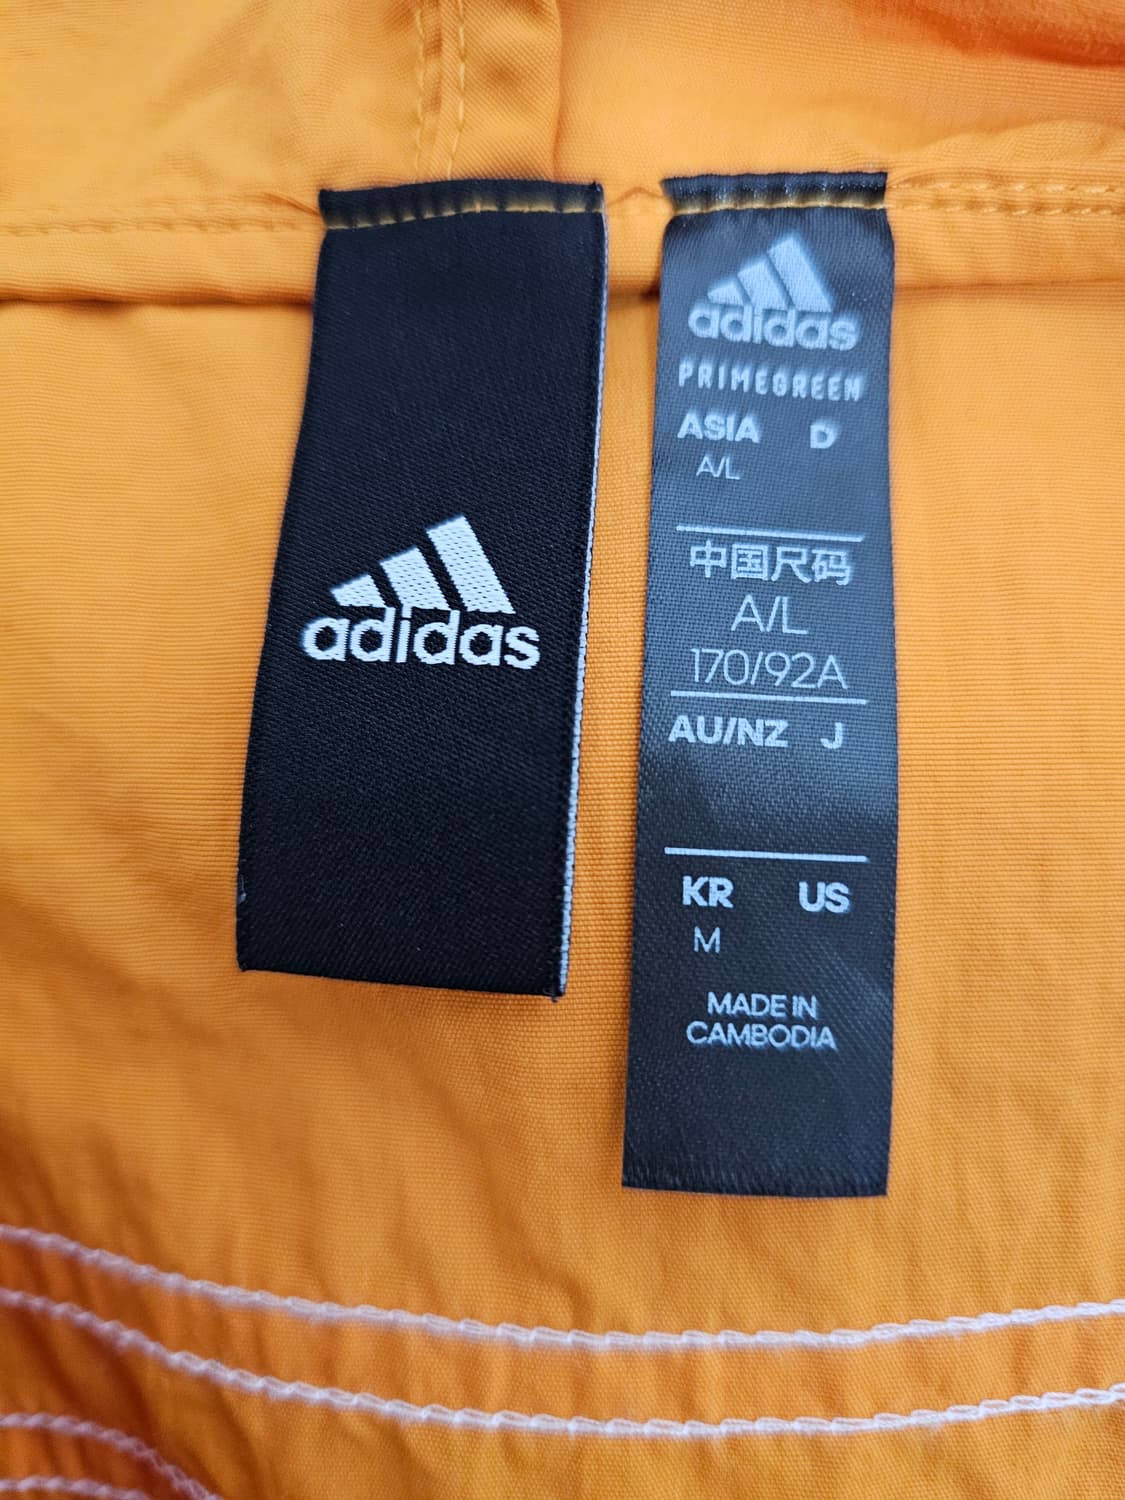 adidas
adidas
PRIMEGREEN
ASIA D
A/L
中国尺码
A/L
170/92A
AU/NZ J
KR US
M
MADE IN
CAMBODIA